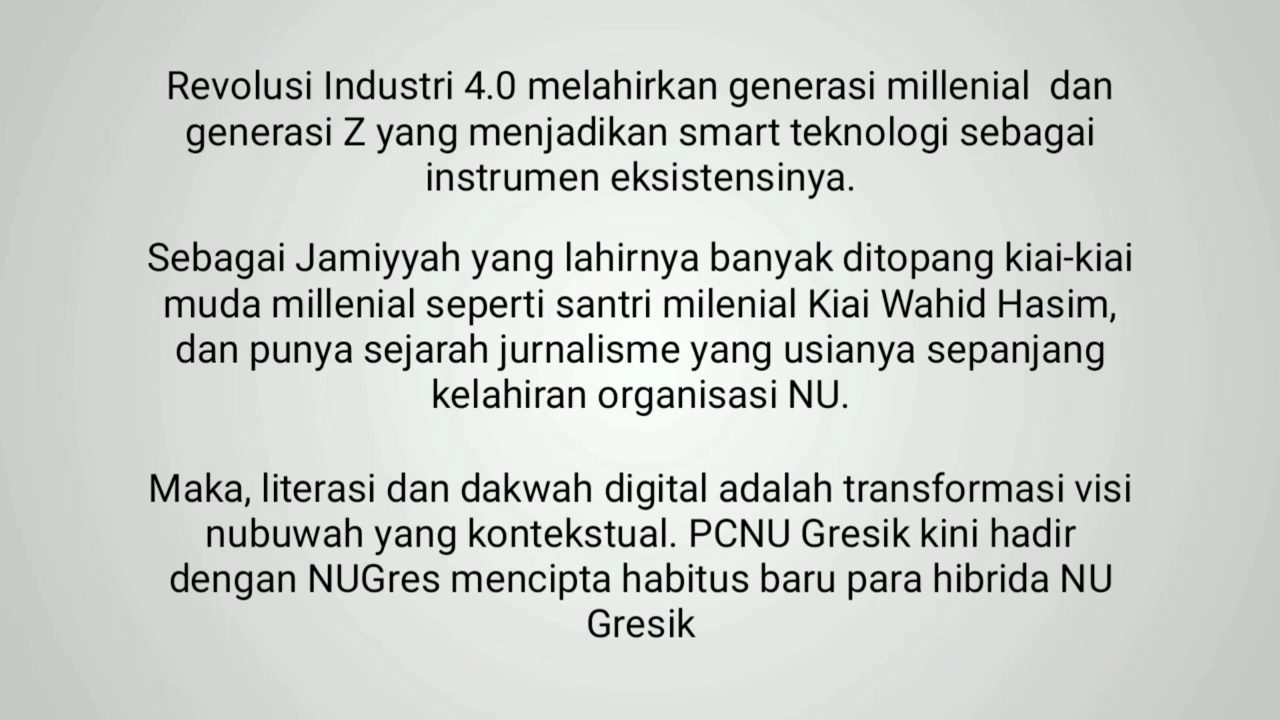 Revolusi Industri 4.0 melahirkan generasi millenial  dan
generasi Z yang menjadikan smart teknologi sebagai
instrumen eksistensinya.
Sebagai Jamiyyah yang lahirnya banyak ditopang kiai-kiai
muda millenial seperti santri milenial Kiai Wahid Hasim,
dan punya sejarah jurnalisme yang usianya sepanjang
kelahiran organisasi NU.
Maka, literasi dan dakwah digital adalah transformasi visi
nubuwah yang kontekstual. PCNU Gresik kini hadir
dengan NUGres mencipta habitus baru para hibrida NU
Gresik